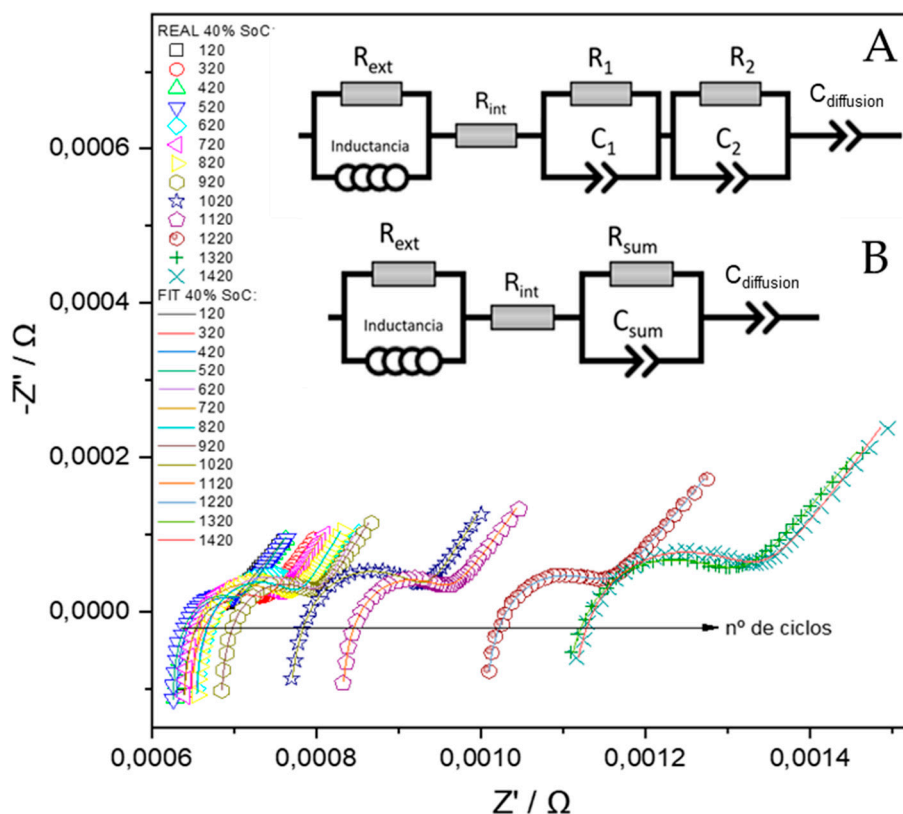 REAL 40% SoC:
120
320
420
520
620
720
820
920
1020
1120
1220
1320
1420
FIT 40% SoC:
120
320
420
520
620
720
820
920
1020
1120
1220
1320
1420
A
R_ext
Inductancia
R_int
R_1
C_1
R_2
C_2
C_diffusion
B
R_ext
Inductancia
R_int
R_sum
C_sum
C_diffusion
nº de ciclos
-Z'' / Ω
0,0006
0,0004
0,0002
0,0000
0,0006 0,0008 0,0010 0,0012 0,0014
Z' / Ω